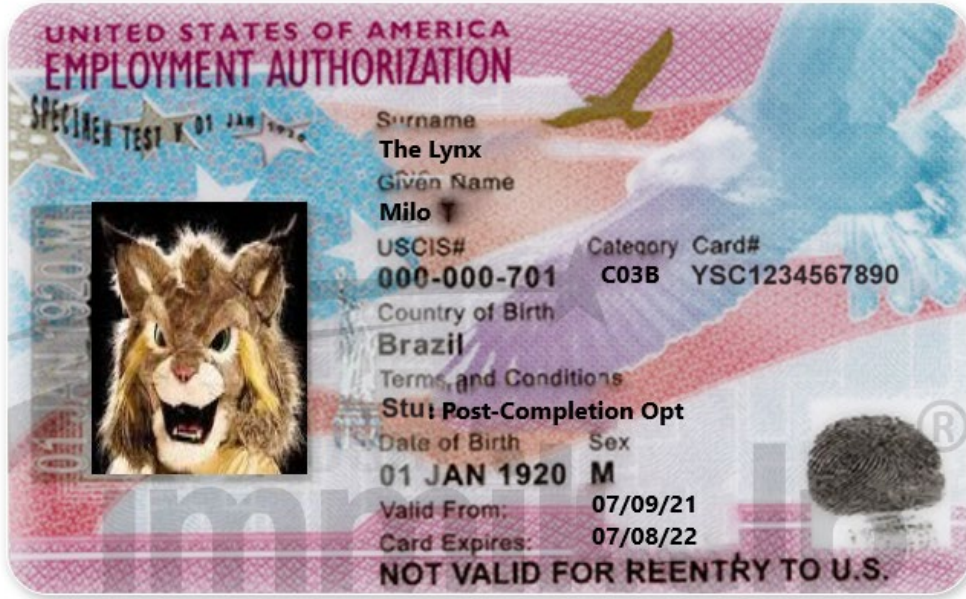 UNITED STATES OF AMERICA
EMPLOYMENT AUTHORIZATION
SPECIMEN TEST V 01 JAN 1920
Surname
The Lynx
Given Name
Milo T
USCIS#
Category Card#
000-000-701
C03B YSC1234567890
Country of Birth
Brazil
Terms and Conditions
Stu: Post-Completion Opt
Date of Birth Sex
01 JAN 1920 M
Valid From: 07/09/21
Card Expires: 07/08/22
NOT VALID FOR REENTRY TO U.S.
01 JAN 1920 M
®